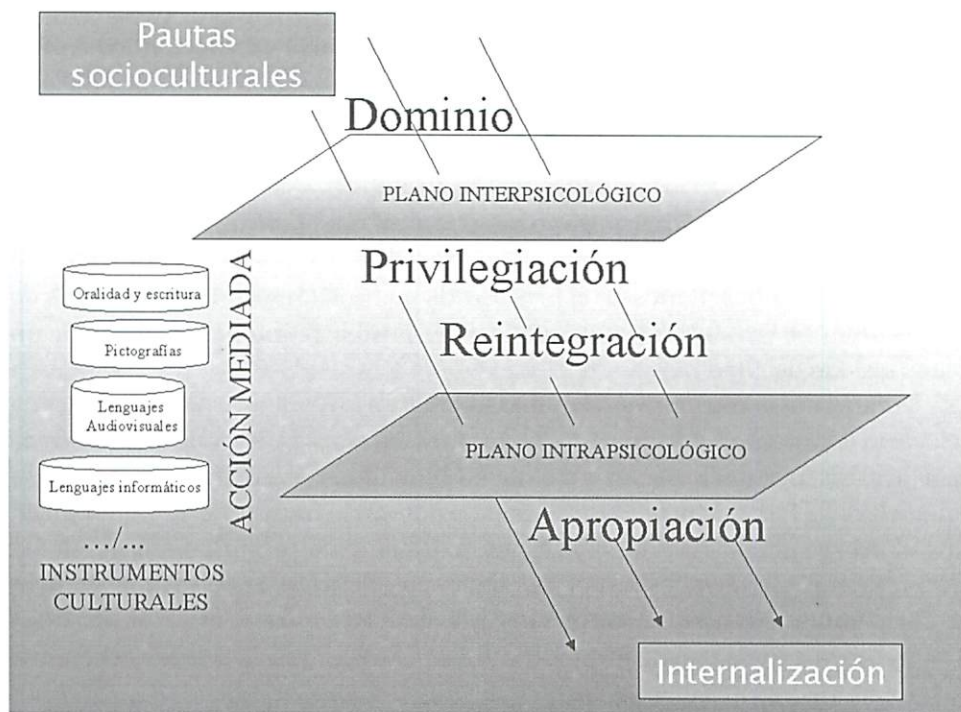 Pautas
socioculturales
Dominio
PLANO INTERPSICOLÓGICO
Privilegiación
Reintegración
PLANO INTRAPSICOLÓGICO
Apropiación
Internalización
ACCIÓN MEDIADA
Oralidad y escritura
Pictografías
Lenguajes
Audiovisuales
Lenguajes informáticos
.../...
INSTRUMENTOS
CULTURALES